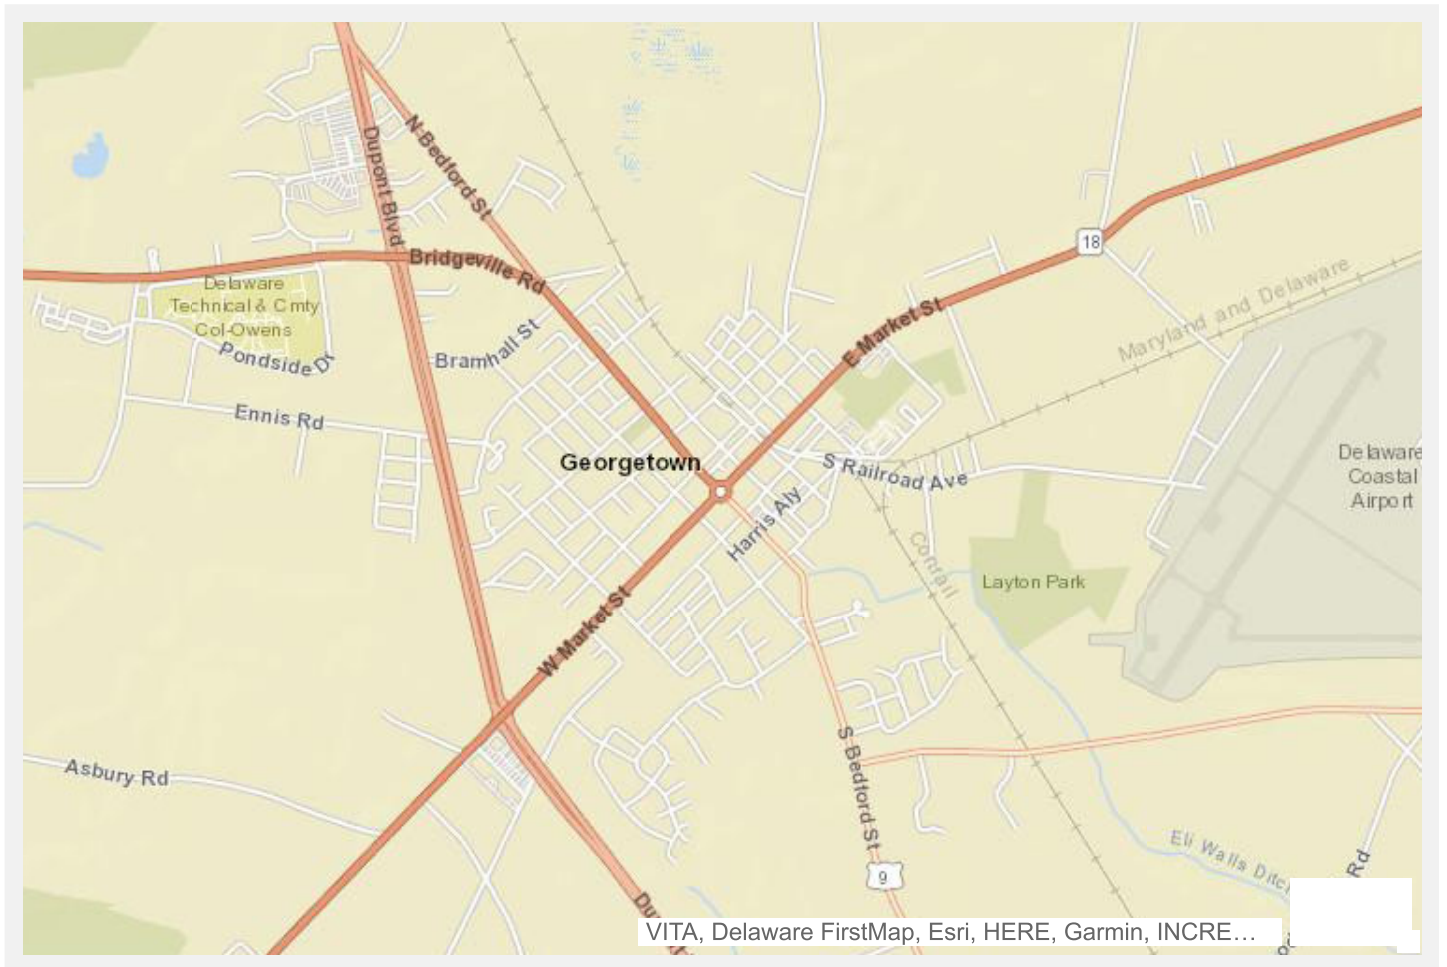 N Bedford St
Dupont Blvd
18
Bridgeville Rd
Maryland and Delaware
Delaware
Technical & Cmty
Col-Owens
E Market St
Bramhall St
Pondside Dr
Ennis Rd
Georgetown
S Railroad Ave
Delaware
Coastal
Airport
Harris Aly
Conrail
Layton Park
W Market St
S Bedford St
Asbury Rd
Eli Walls Ditc
Rd
9
VITA, Delaware FirstMap, Esri, HERE, Garmin, INCRE…